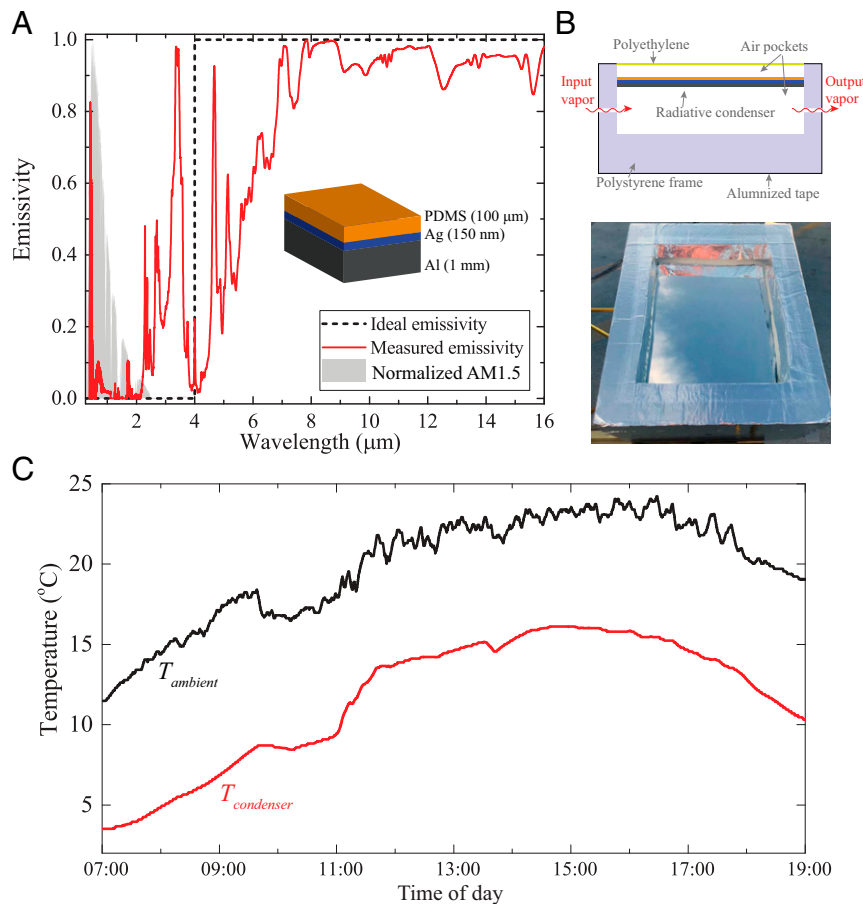 A
1.0
0.8
0.6
0.4
0.2
0.0
Emissivity
2
4
6
8
10
12
14
16
Wavelength (μm)
PDMS (100 μm)
Ag (150 nm)
Al (1 mm)
Ideal emissivity
Measured emissivity
Normalized AM1.5
B
Polyethylene
Air pockets
Input
vapor
Output
vapor
Radiative condenser
Polystyrene frame
Alumnized tape
C
25
20
15
10
5
Temperature (°C)
T ambient
T condenser
07:00
09:00
11:00
13:00
15:00
17:00
19:00
Time of day